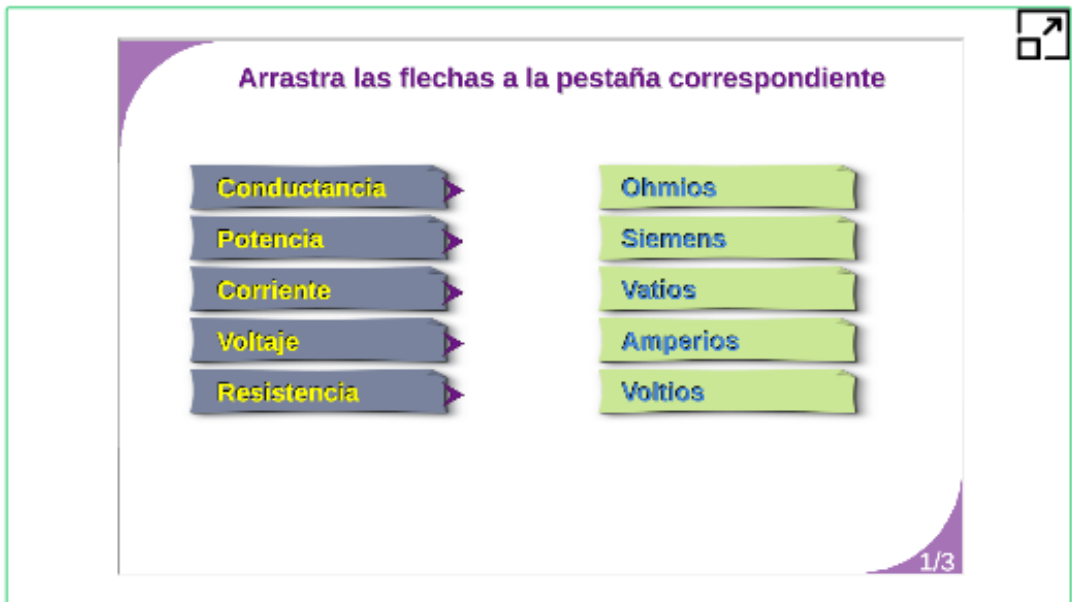 Arrastra las flechas a la pestaña correspondiente
Conductancia
Potencia
Corriente
Voltaje
Resistencia
Ohmios
Siemens
Vatios
Amperios
Voltios
1/3